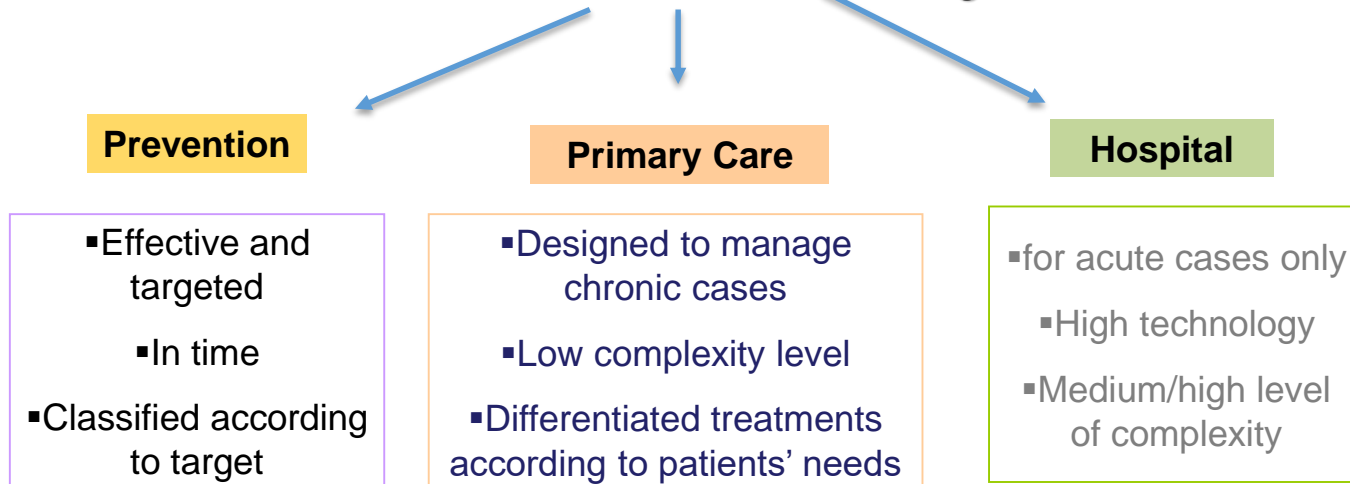 Prevention
▪Effective and
targeted
▪In time
▪Classified according
to target
Primary Care
▪Designed to manage
chronic cases
▪Low complexity level
▪Differentiated treatments
according to patients’ needs
Hospital
▪for acute cases only
▪High technology
▪Medium/high level
of complexity